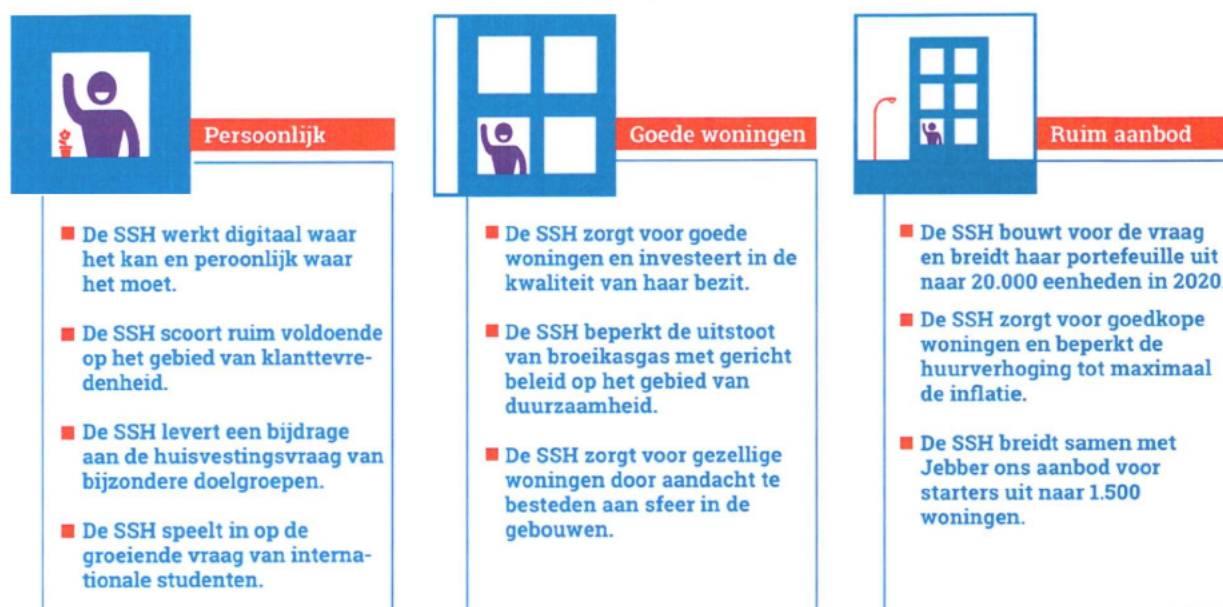 Persoonlijk
De SSH werkt digitaal waar
het kan en peroonlijk waar
het moet.
De SSH scoort ruim voldoende
op het gebied van klanttevre-
denheid.
De SSH levert een bijdrage
aan de huisvestingsvraag van
bijzondere doelgroepen.
De SSH speelt in op de
groeiende vraag van interna-
tionale studenten.
Goede woningen
De SSH zorgt voor goede
woningen en investeert in de
kwaliteit van haar bezit.
De SSH beperkt de uitstoot
van broeikasgas met gericht
beleid op het gebied van
duurzaamheid.
De SSH zorgt voor gezellige
woningen door aandacht te
besteden aan sfeer in de
gebouwen.
Ruim aanbod
De SSH bouwt voor de vraag
en breidt haar portefeuille uit
naar 20.000 eenheden in 2020
De SSH zorgt voor goedkope
woningen en beperkt de
huurverhoging tot maximaal
de inflatie.
De SSH breidt samen met
Jebber ons aanbod voor
starters uit naar 1.500
woningen.